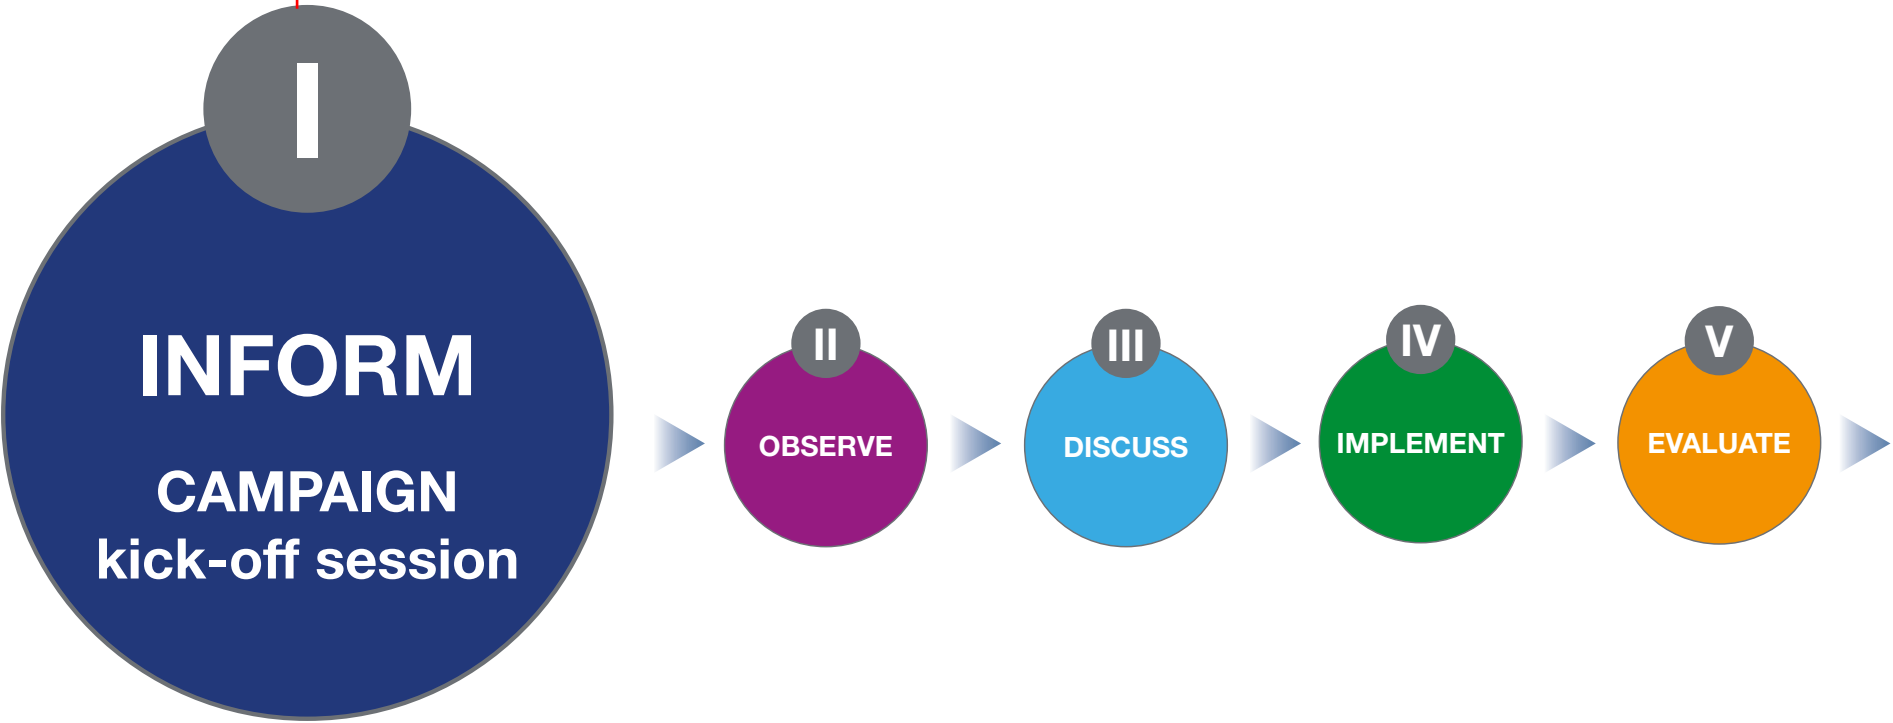 I
INFORM
CAMPAIGN
kick-off session
II
OBSERVE
III
DISCUSS
IV
IMPLEMENT
V
EVALUATE